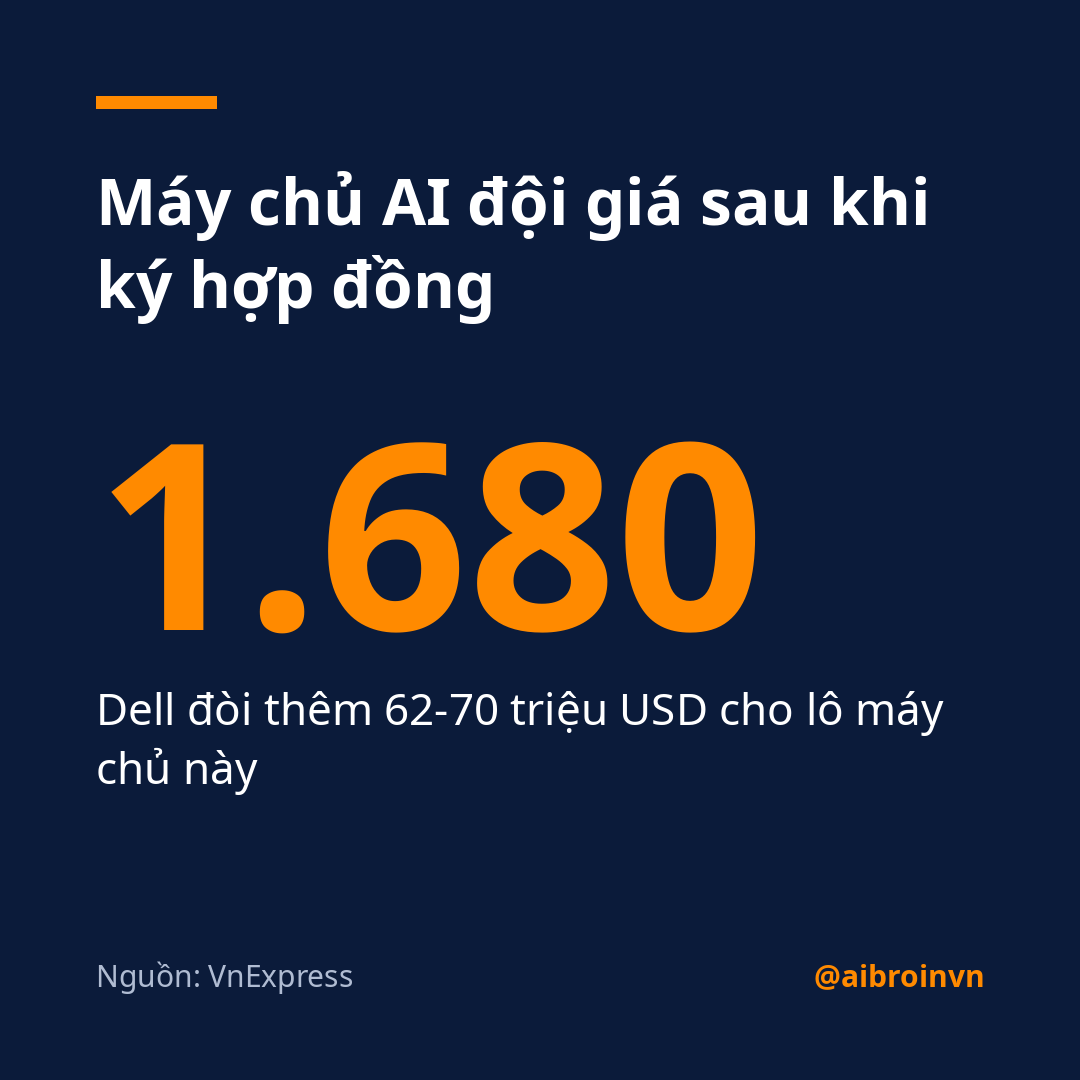 Máy chủ AI đội giá sau khi
ký hợp đồng
1.680
Dell đòi thêm 62-70 triệu USD cho lô máy
chủ này
Nguồn: VnExpress
@aibroinvn